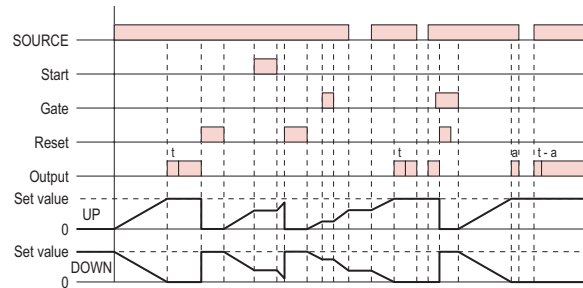 SOURCE
Start
Gate
Reset
t
t
a
t - a
Output
Set value
UP
0
Set value
DOWN
0